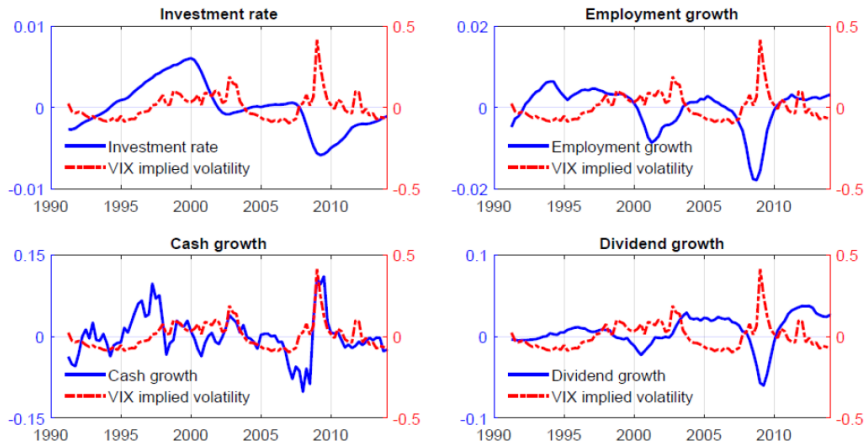 Investment rate
0.01
0
-0.01
0.5
0
-0.5
Investment rate
VIX implied volatility
1990 1995 2000 2005 2010
Employment growth
0.02
0
-0.02
0.5
0
-0.5
Employment growth
VIX implied volatility
1990 1995 2000 2005 2010
Cash growth
0.15
0
-0.15
0.5
0
-0.5
Cash growth
VIX implied volatility
1990 1995 2000 2005 2010
Dividend growth
0.1
0
-0.1
0.5
0
-0.5
Dividend growth
VIX implied volatility
1990 1995 2000 2005 2010